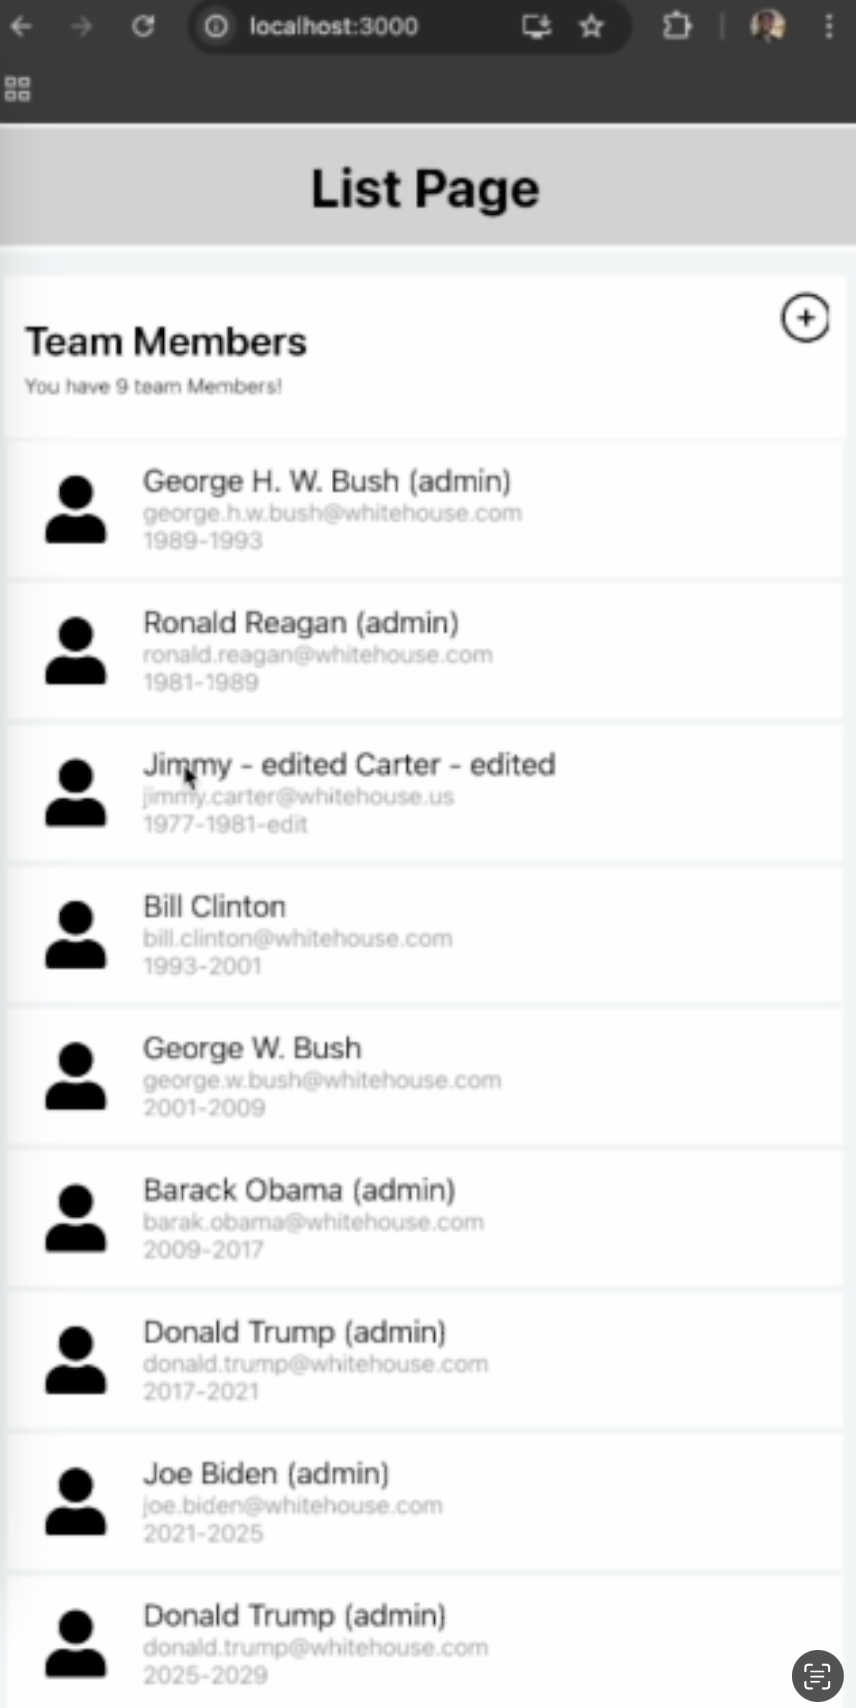 localhost:3000
List Page
Team Members
You have 9 team Members!
George H. W. Bush (admin)
george.h.w.bush@whitehouse.com
1989-1993
Ronald Reagan (admin)
ronald.reagan@whitehouse.com
1981-1989
Jimmy - edited Carter - edited
jimmy.carter@whitehouse.us
1977-1981-edit
Bill Clinton
bill.clinton@whitehouse.com
1993-2001
George W. Bush
george.w.bush@whitehouse.com
2001-2009
Barack Obama (admin)
barak.obama@whitehouse.com
2009-2017
Donald Trump (admin)
donald.trump@whitehouse.com
2017-2021
Joe Biden (admin)
joe.biden@whitehouse.com
2021-2025
Donald Trump (admin)
donald.trump@whitehouse.com
2025-2029